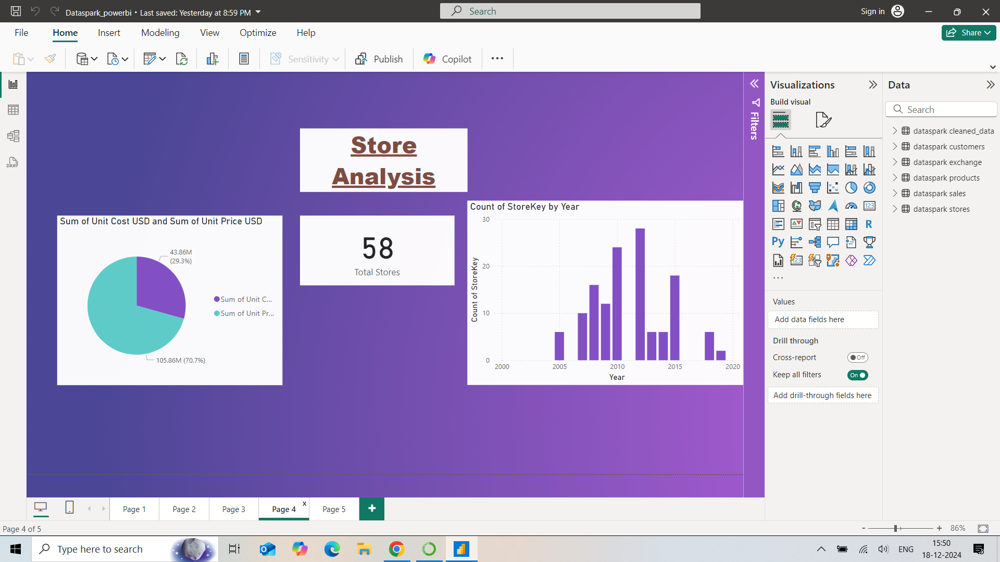 Dataspark_powerbi • Last saved: Yesterday at 8:59 PM
Search
Sign in
File
Home
Insert
Modeling
View
Optimize
Help
Share
Sensitivity
Publish
Copilot
Store
Analysis
Sum of Unit Cost USD and Sum of Unit Price USD
43.86M
(29.3%)
105.86M (70.7%)
Sum of Unit C...
Sum of Unit Pr...
58
Total Stores
Count of StoreKey by Year
Count of StoreKey
30
20
10
0
2000
2005
2010
2015
2020
Year
Filters
Visualizations
Build visual
123
R
Py
123
Values
Add data fields here
Drill through
Cross-report
Off
Keep all filters
On
Add drill-through fields here
Data
Search
dataspark cleaned_data
dataspark customers
dataspark exchange
dataspark products
dataspark sales
dataspark stores
DAX
Page 1
Page 2
Page 3
Page 4
x
Page 5
+
Page 4 of 5
- + 86%
Type here to search
ENG
15:50
18-12-2024